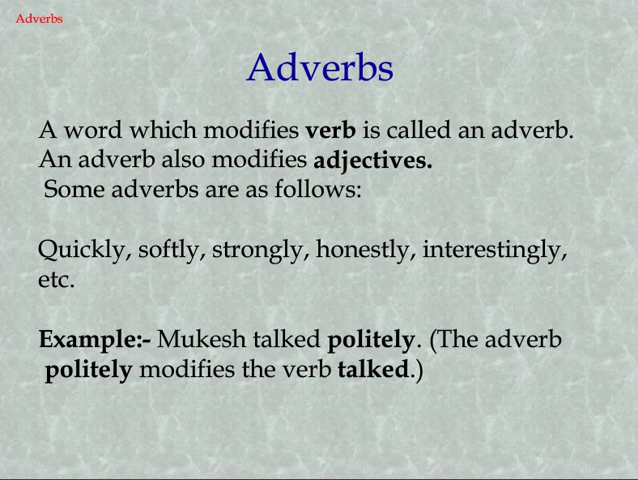 Adverbs
Adverbs
A word which modifies verb is called an adverb.
An adverb also modifies adjectives.
Some adverbs are as follows:
Quickly, softly, strongly, honestly, interestingly,
etc.
Example:- Mukesh talked politely. (The adverb
politely modifies the verb talked.)